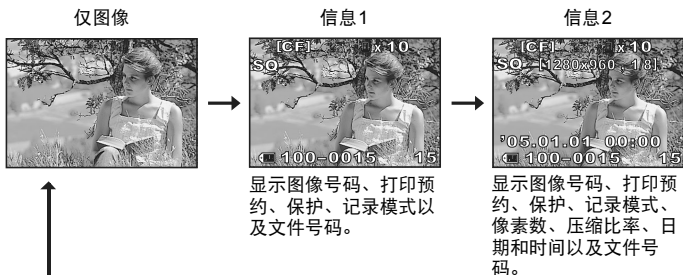 仅图像
信息1
[CF] x10
SQ
100-0015 15
显示图像号码、打印预
约、保护、记录模式以
及文件号码。
信息2
[CF] x10
SQ [1280x960, 1/8]
'05.01.01 00:00
100-0015 15
显示图像号码、打印预
约、保护、记录模式、
像素数、压缩比率、日
期和时间以及文件号
码。